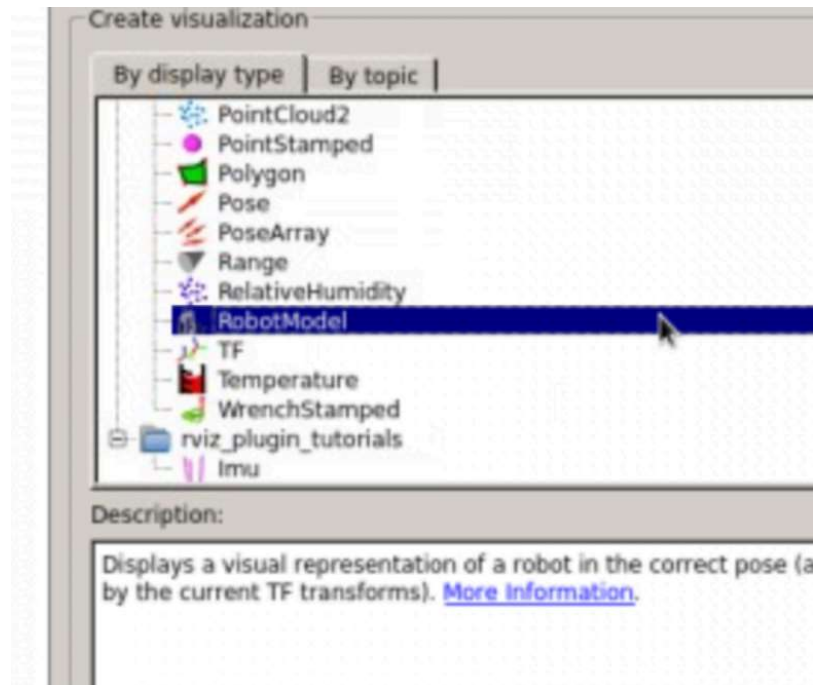 Create visualization
By display type By topic
PointCloud2
PointStamped
Polygon
Pose
PoseArray
Range
RelativeHumidity
RobotModel
TF
Temperature
WrenchStamped
rviz_plugin_tutorials
Imu
Description:
Displays a visual representation of a robot in the correct pose (a
by the current TF transforms). More Information.